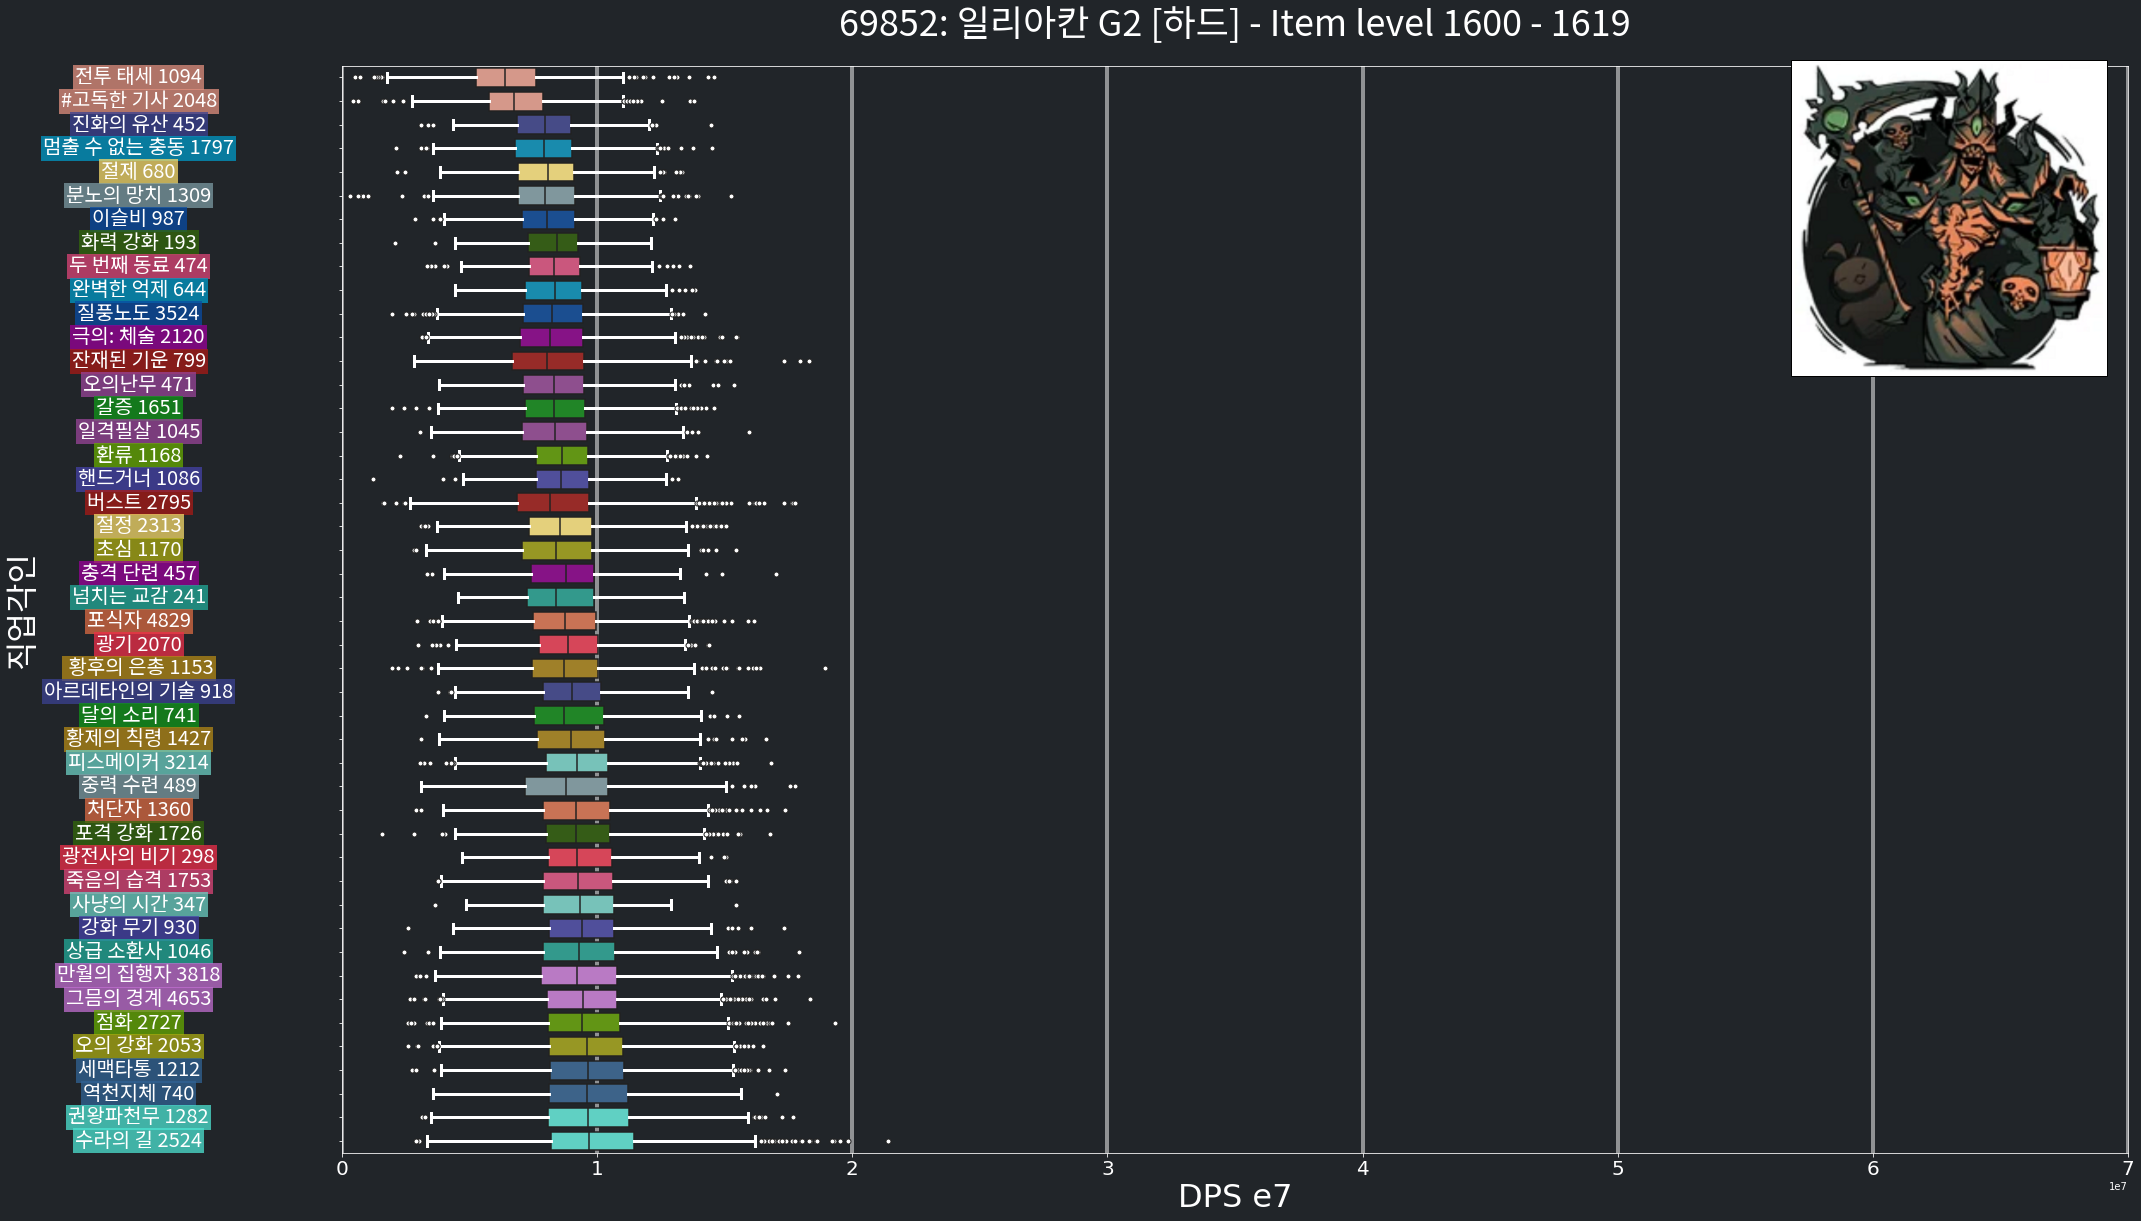 69852: 일리아칸 G2 [하드] - Item level 1600 - 1619
전투 태세 1094
#고독한 기사 2048
진화의 유산 452
멈출 수 없는 충동 1797
절제 680
분노의 망치 1309
이슬비 987
화력 강화 193
두 번째 동료 474
완벽한 억제 644
질풍노도 3524
극의: 체술 2120
잔재된 기운 799
오의난무 471
갈증 1651
일격필살 1045
환류 1168
핸드거너 1086
버스트 2795
절정 2313
초심 1170
충격 단련 457
넘치는 교감 241
포식자 4829
광기 2070
황후의 은총 1153
아르데타인의 기술 918
달의 소리 741
황제의 칙령 1427
피스메이커 3214
중력 수련 489
처단자 1360
포격 강화 1726
광전사의 비기 298
죽음의 습격 1753
사냥의 시간 347
강화 무기 930
상급 소환사 1046
만월의 집행자 3818
그믐의 경계 4653
점화 2727
오의 강화 2053
세맥타통 1212
역천지체 740
권왕파천무 1282
수라의 길 2524
직업각인
0 1 2 3 4 5 6 7
DPS e7
1e7